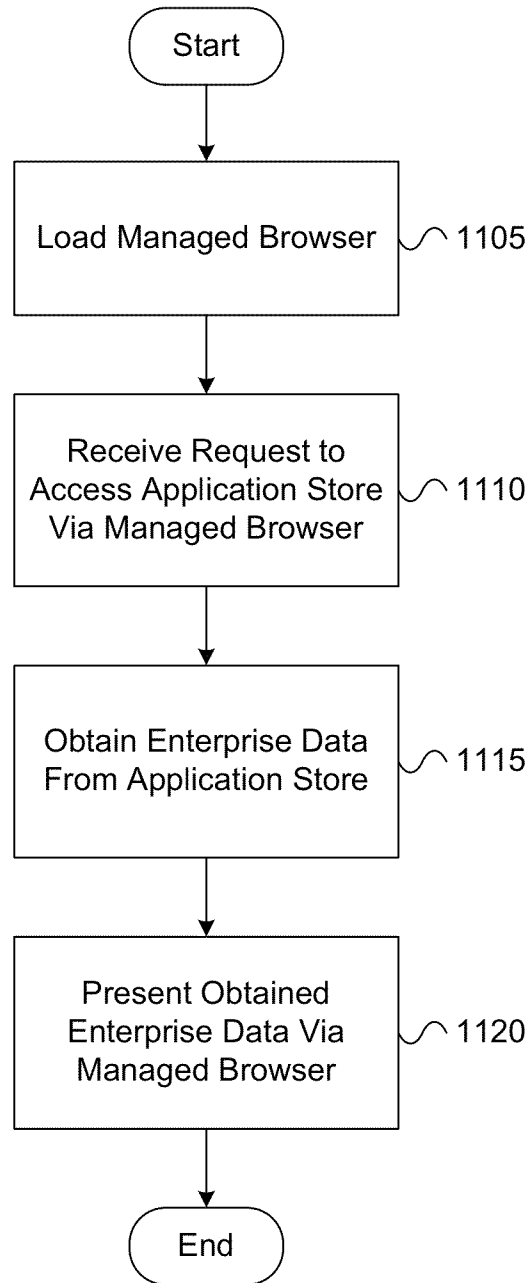 Start
Load Managed Browser
1105
Receive Request to
Access Application Store
Via Managed Browser
1110
Obtain Enterprise Data
From Application Store
1115
Present Obtained
Enterprise Data Via
Managed Browser
1120
End